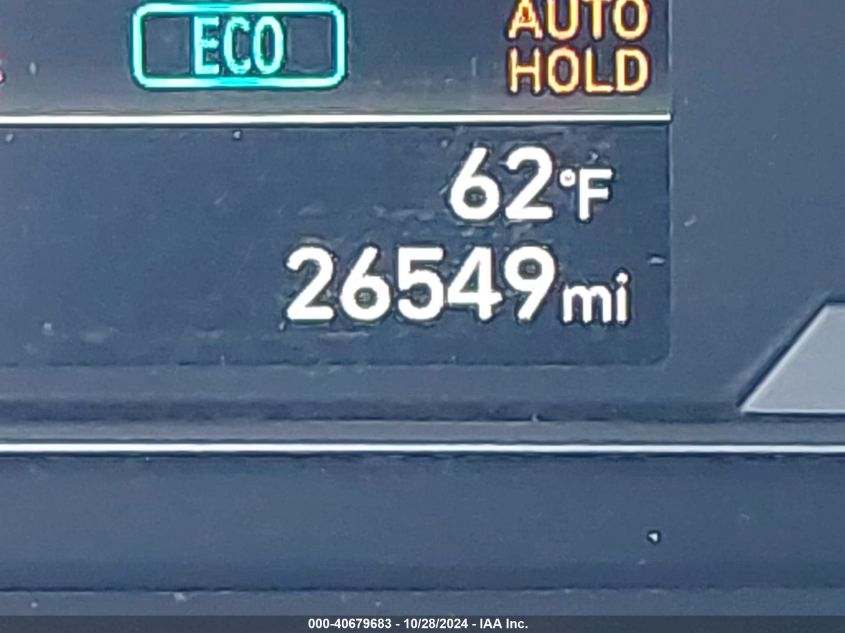 ECO
AUTO
HOLD
62°F
26549mi
000-40679683 - 10/28/2024 - IAA Inc.